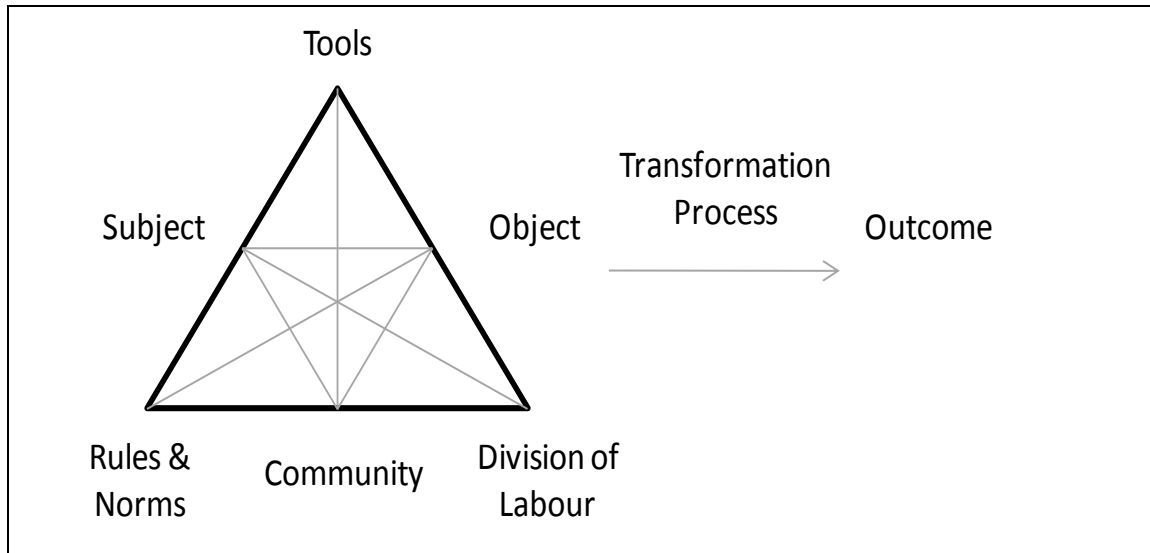 Tools
Transformation
Process
Subject
Object
Outcome
Rules &
Norms
Community
Division of
Labour